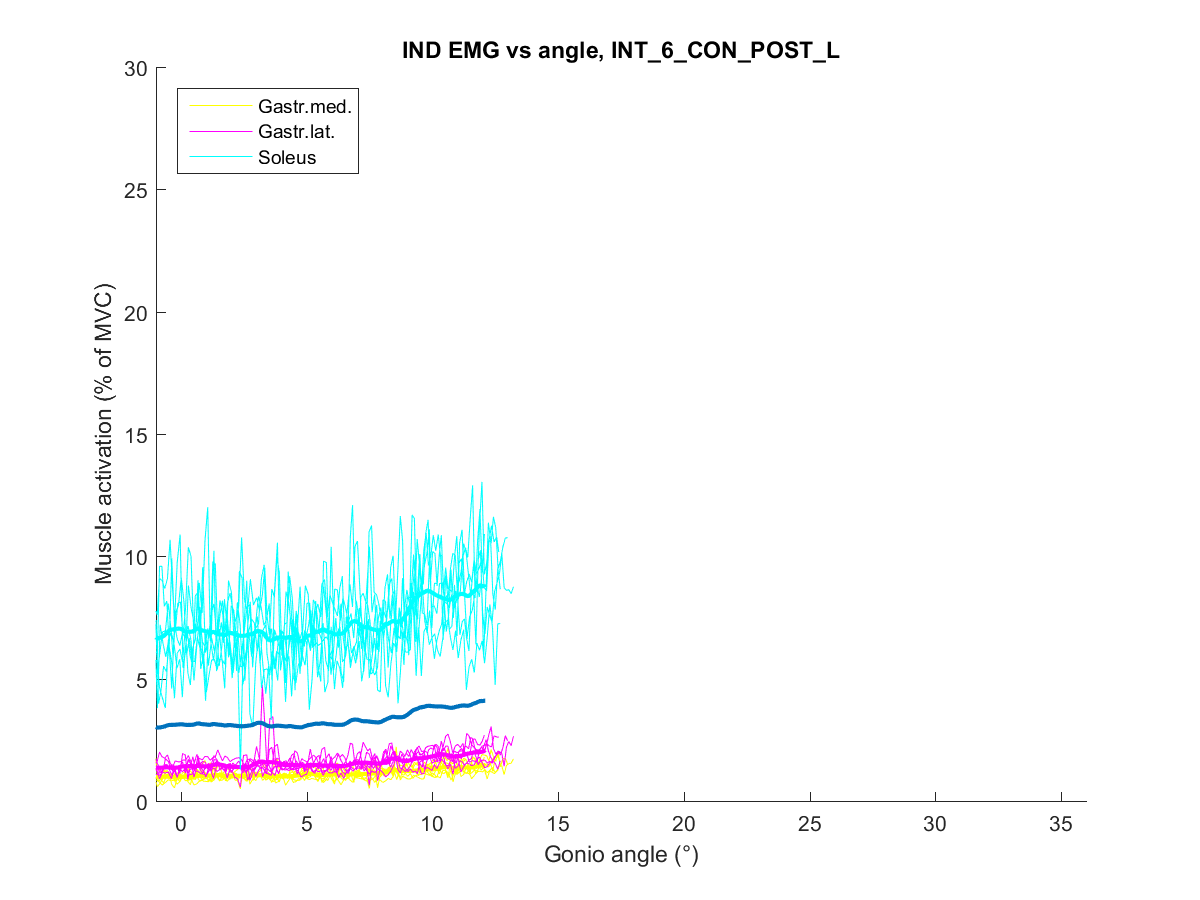 IND EMG vs angle, INT_6_CON_POST_L
30
25
20
15
10
5
0
Muscle activation (% of MVC)
Gastr.med.
Gastr.lat.
Soleus
0 5 10 15 20 25 30 35
Gonio angle (°)